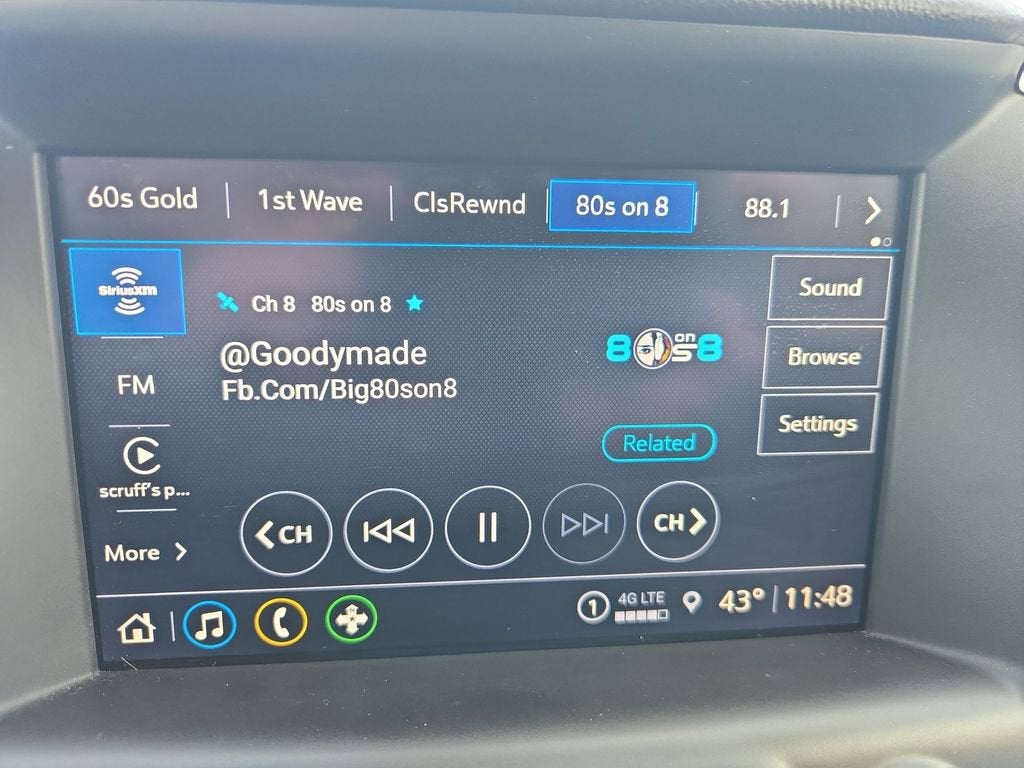 60s Gold
1st Wave
ClsRewnd
80s on 8
88.1
SiriusXM
Ch 8 80s on 8
@Goodymade
Fb.Com/Big80son8
80s on 8
Sound
Browse
Settings
Related
FM
scruff's p...
More
CH
CH
1
4G LTE
43°
11:48